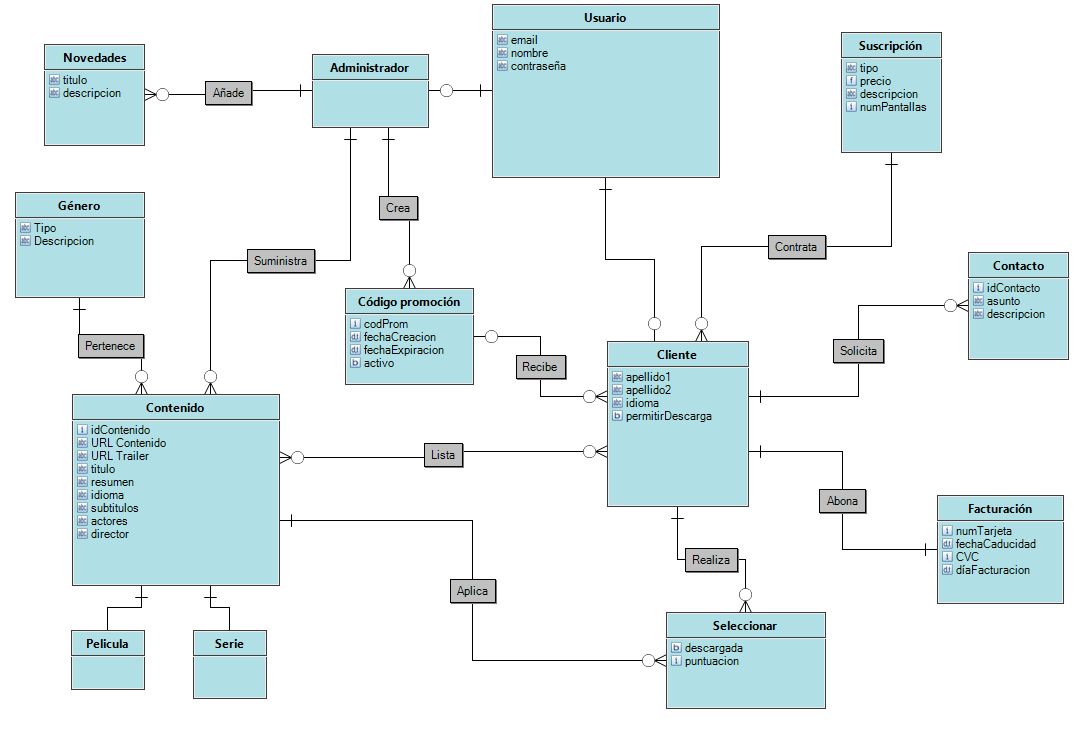 Usuario
email
nombre
contraseña
Novedades
titulo
descripcion
Añade
Administrador
Suscripción
tipo
precio
descripcion
numPantallas
Género
Tipo
Descripcion
Crea
Suministra
Contrata
Contacto
idContacto
asunto
descripcion
Código promoción
codProm
fechaCreacion
fechaExpiracion
activo
Pertenece
Recibe
Solicita
Cliente
apellido1
apellido2
idioma
permitirDescarga
Contenido
idContenido
URL Contenido
URL Trailer
titulo
resumen
idioma
subtitulos
actores
director
Lista
Abona
Facturación
numTarjeta
fechaCaducidad
CVC
díaFacturacion
Realiza
Aplica
Pelicula
Serie
Seleccionar
descargada
puntuacion